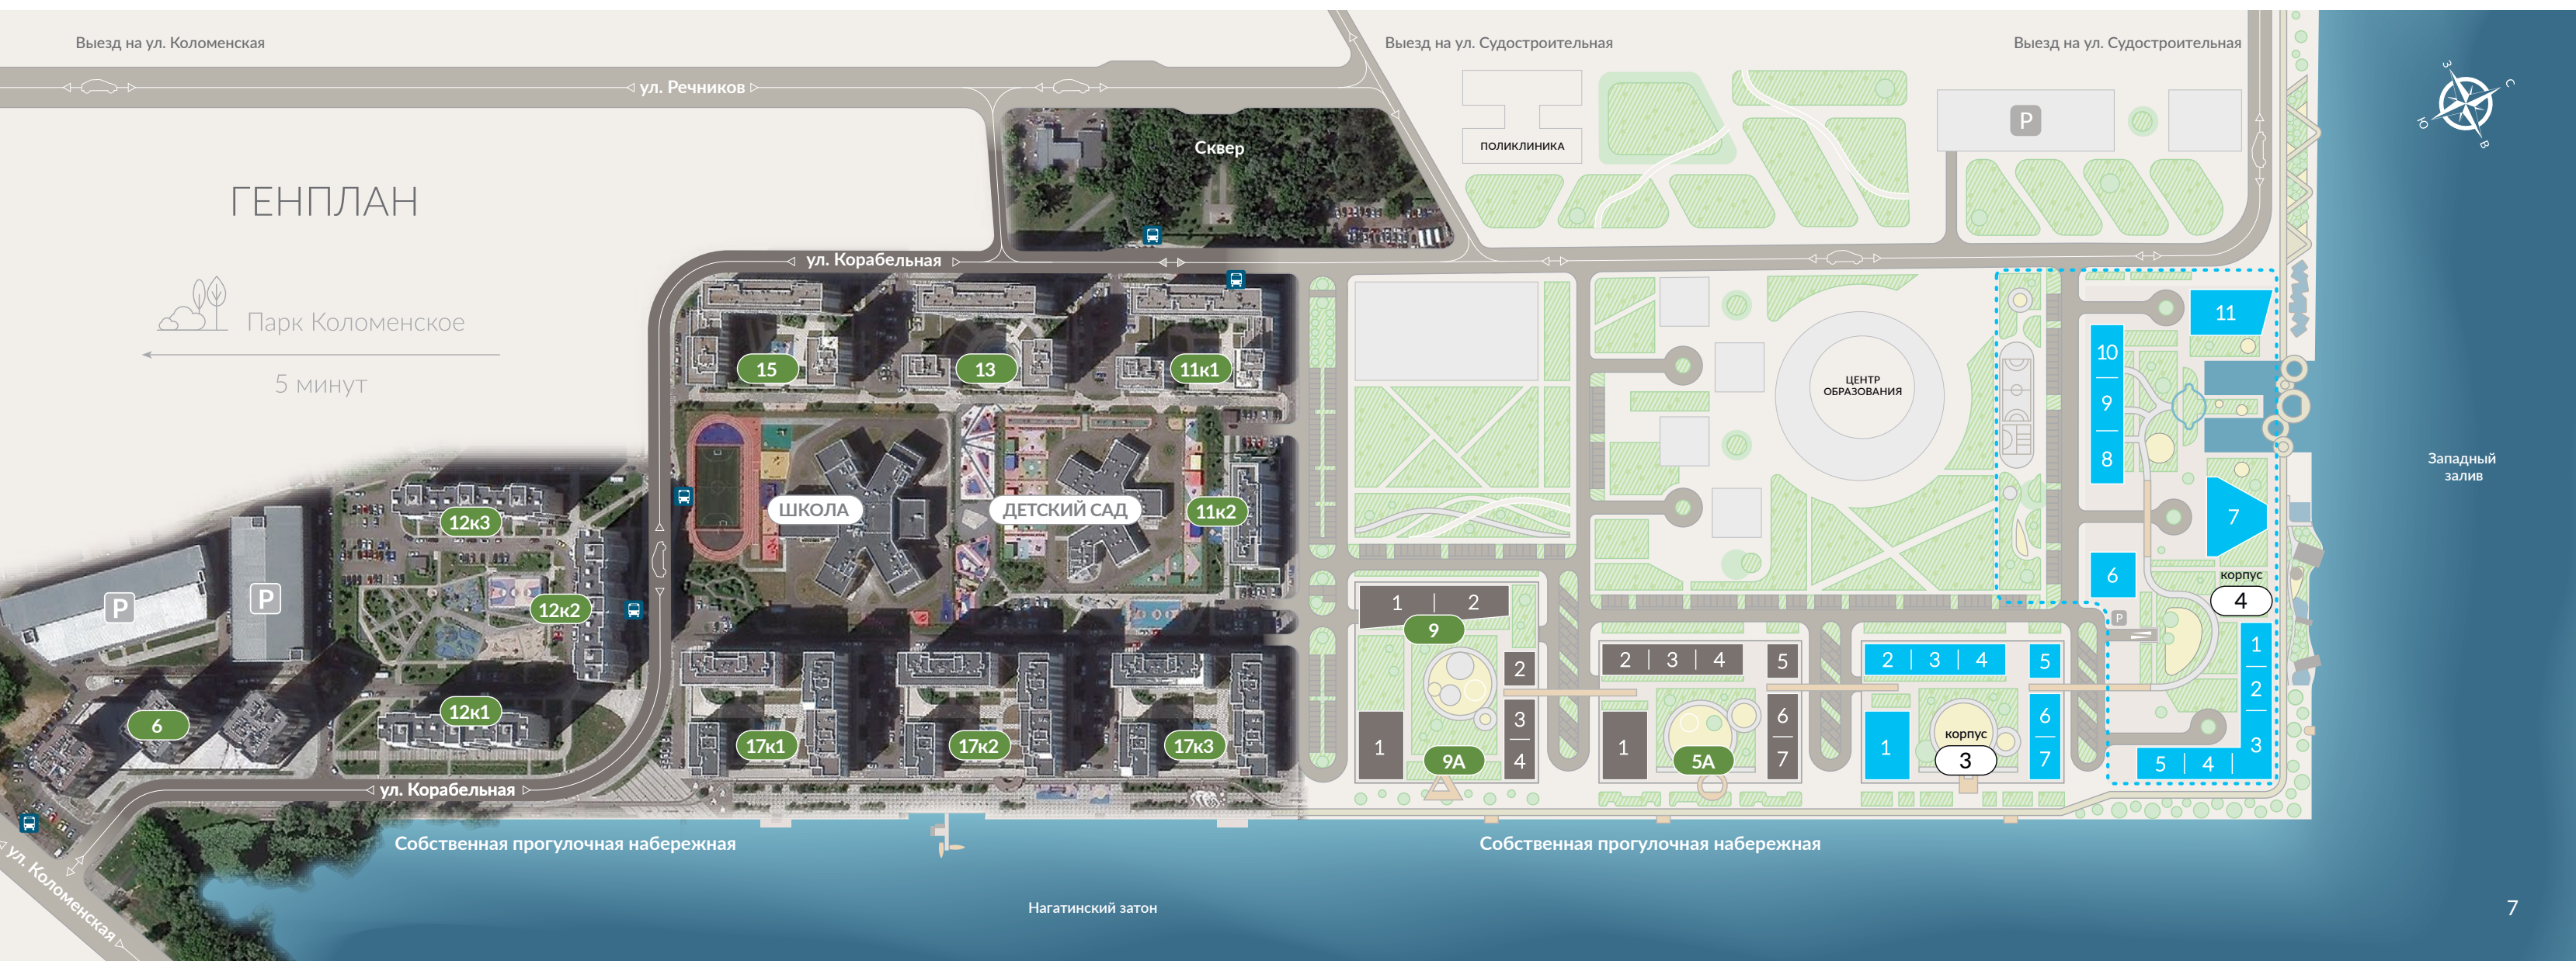 Выезд на ул. Коломенская
Выезд на ул. Судостроительная
Выезд на ул. Судостроительная
ул. Речников
З
С
Ю
В
P
ПОЛИКЛИНИКА
Сквер
ГЕНПЛАН
ул. Корабельная
Парк Коломенское
5 минут
15
13
11к1
ЦЕНТР
ОБРАЗОВАНИЯ
11
10
9
8
7
6
Западный
залив
ШКОЛА
ДЕТСКИЙ САД
11к2
12к3
12к2
P
P
12к1
6
17к1
17к2
17к3
1 | 2
9
2
3
4
1
9А
2 | 3 | 4
5
6
7
1
5А
2 | 3 | 4
5
6
7
1
корпус
3
P
корпус
4
1
2
3
5 | 4 |
ул. Корабельная
ул. Коломенская
Собственная прогулочная набережная
Собственная прогулочная набережная
Нагатинский затон
7